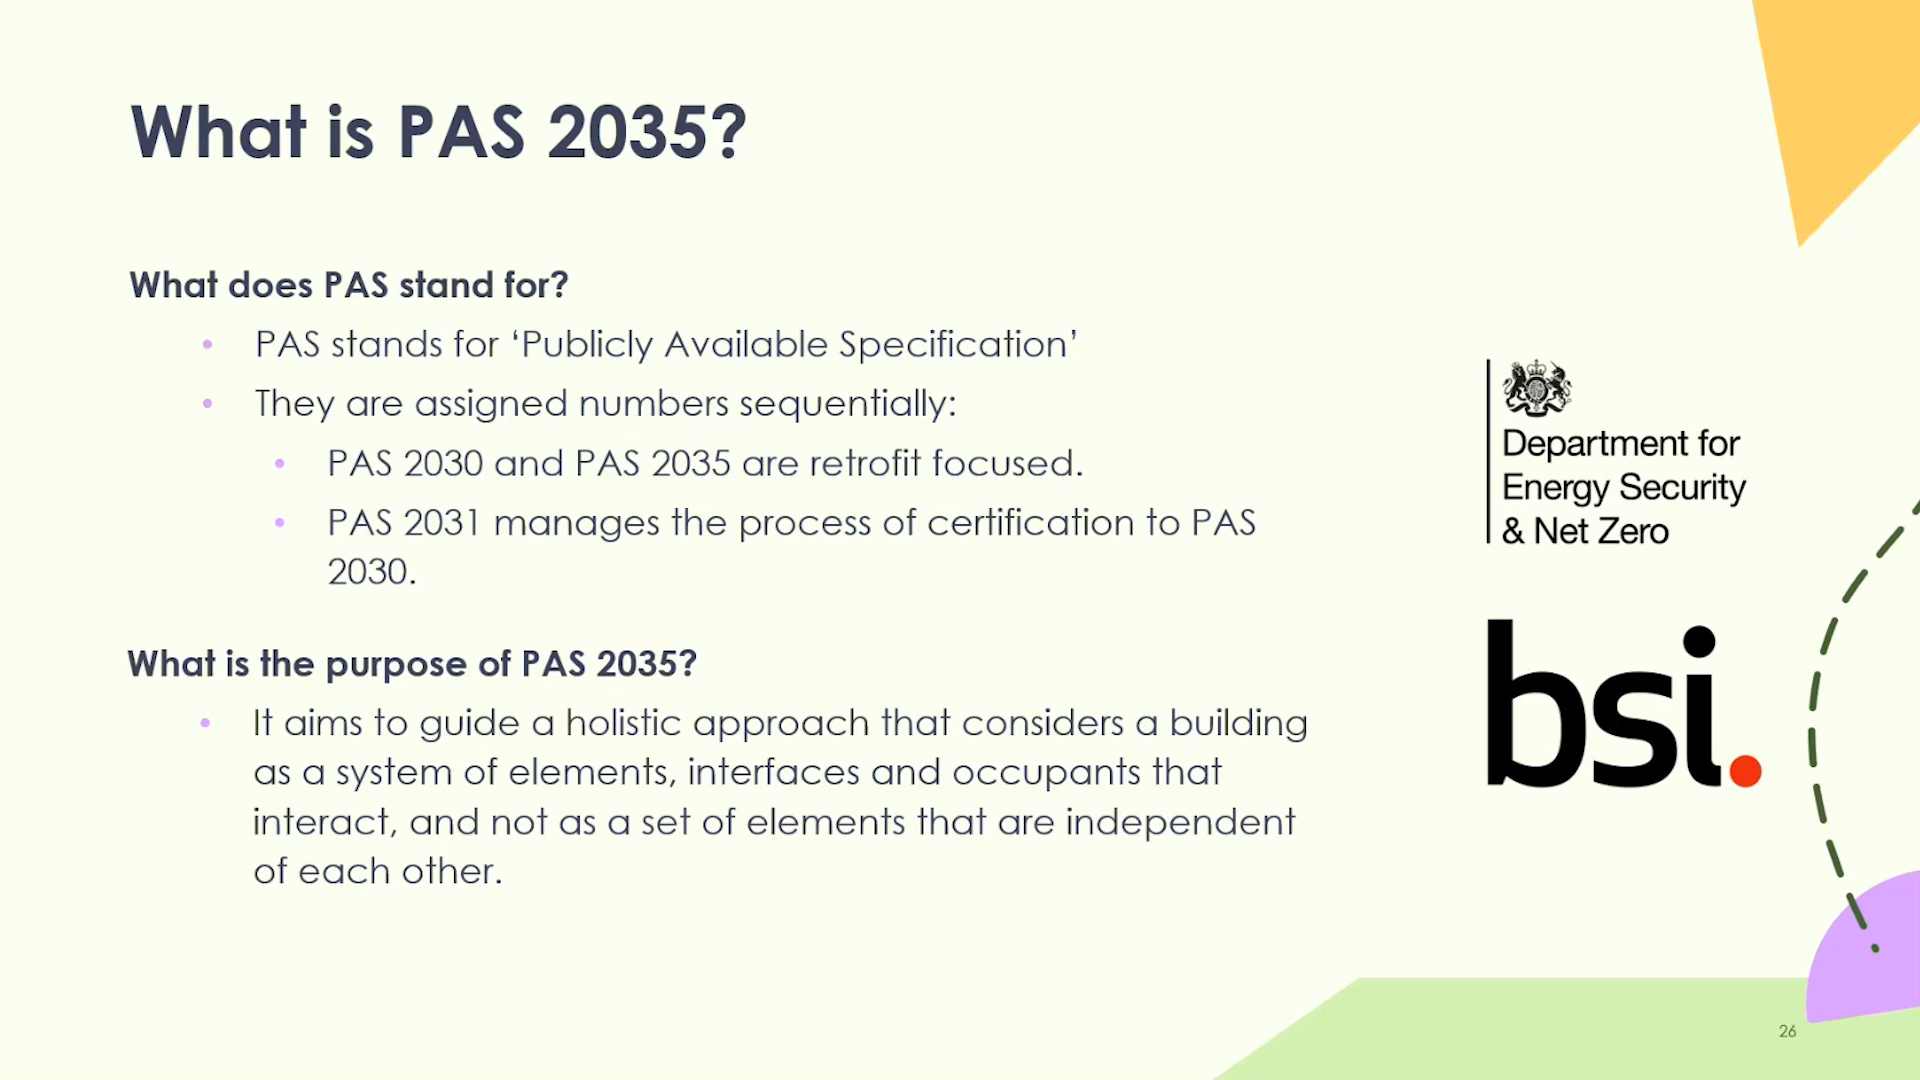 What is PAS 2035?
What does PAS stand for?
• PAS stands for ‘Publicly Available Specification’
• They are assigned numbers sequentially:
• PAS 2030 and PAS 2035 are retrofit focused.
• PAS 2031 manages the process of certification to PAS
2030.
What is the purpose of PAS 2035?
• It aims to guide a holistic approach that considers a building
as a system of elements, interfaces and occupants that
interact, and not as a set of elements that are independent
of each other.
Department for
Energy Security
& Net Zero
bsi.
26